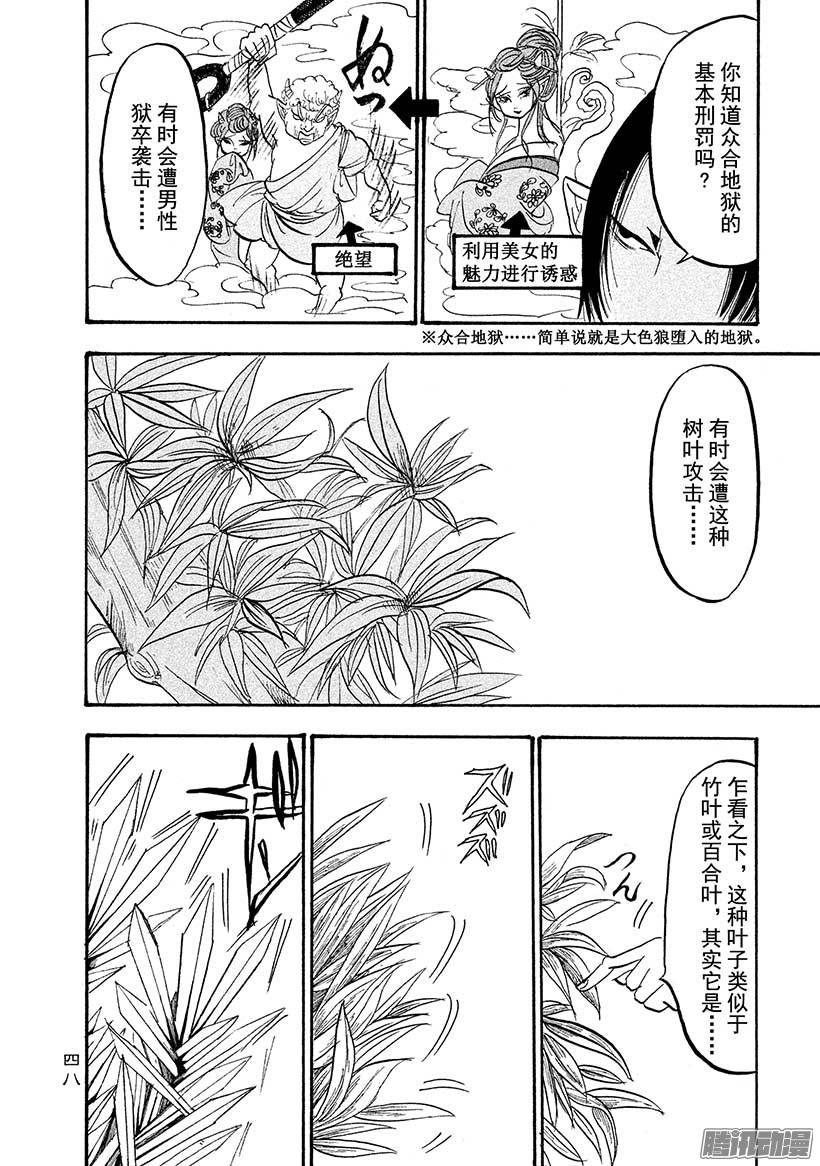 你知道众合地狱的
基本刑罚吗？
利用美女的
魅力进行诱惑
ぬっ
绝望
有时会遭男性
狱卒袭击……
※众合地狱……简单说就是大色狼堕入的地狱。
有时会遭这种
树叶攻击……
乍看之下，这种叶子类似于
竹叶或百合叶，其实它是……
つん
四八
腾讯动漫